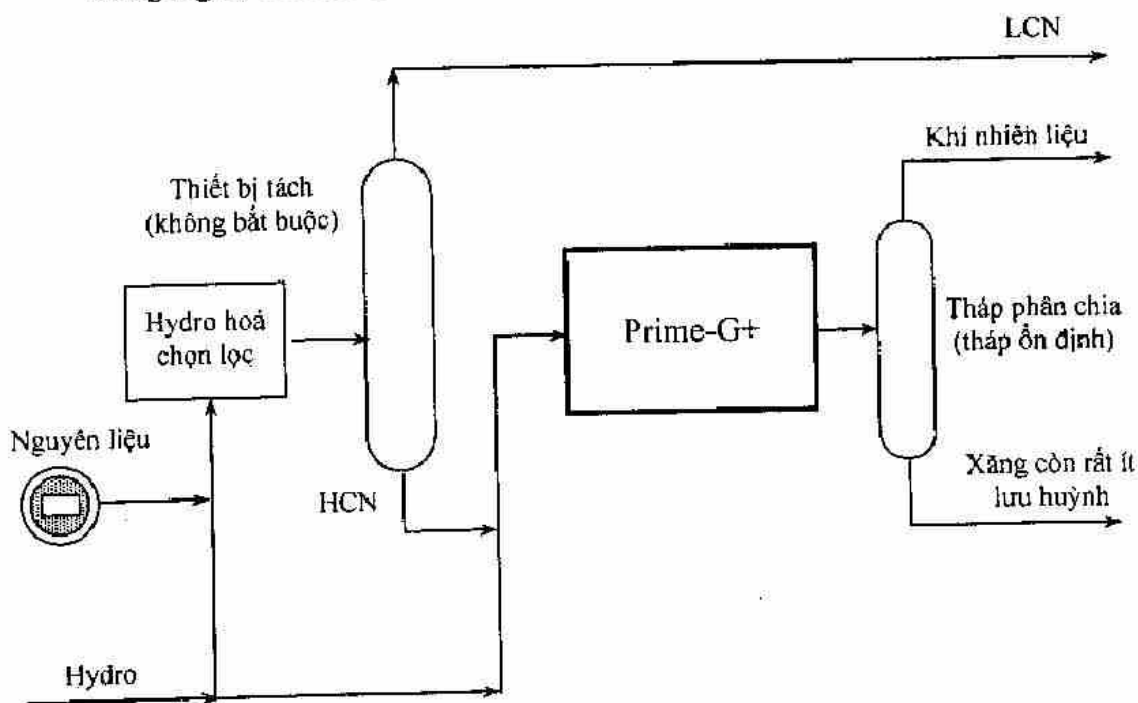 LCN
Khí nhiên liệu
Thiết bị tách
(không bắt buộc)
Hydro hoá
chọn lọc
Prime-G+
Tháp phân chia
(tháp ổn định)
Nguyên liệu
HCN
Xăng còn rất ít
lưu huỳnh
Hydro